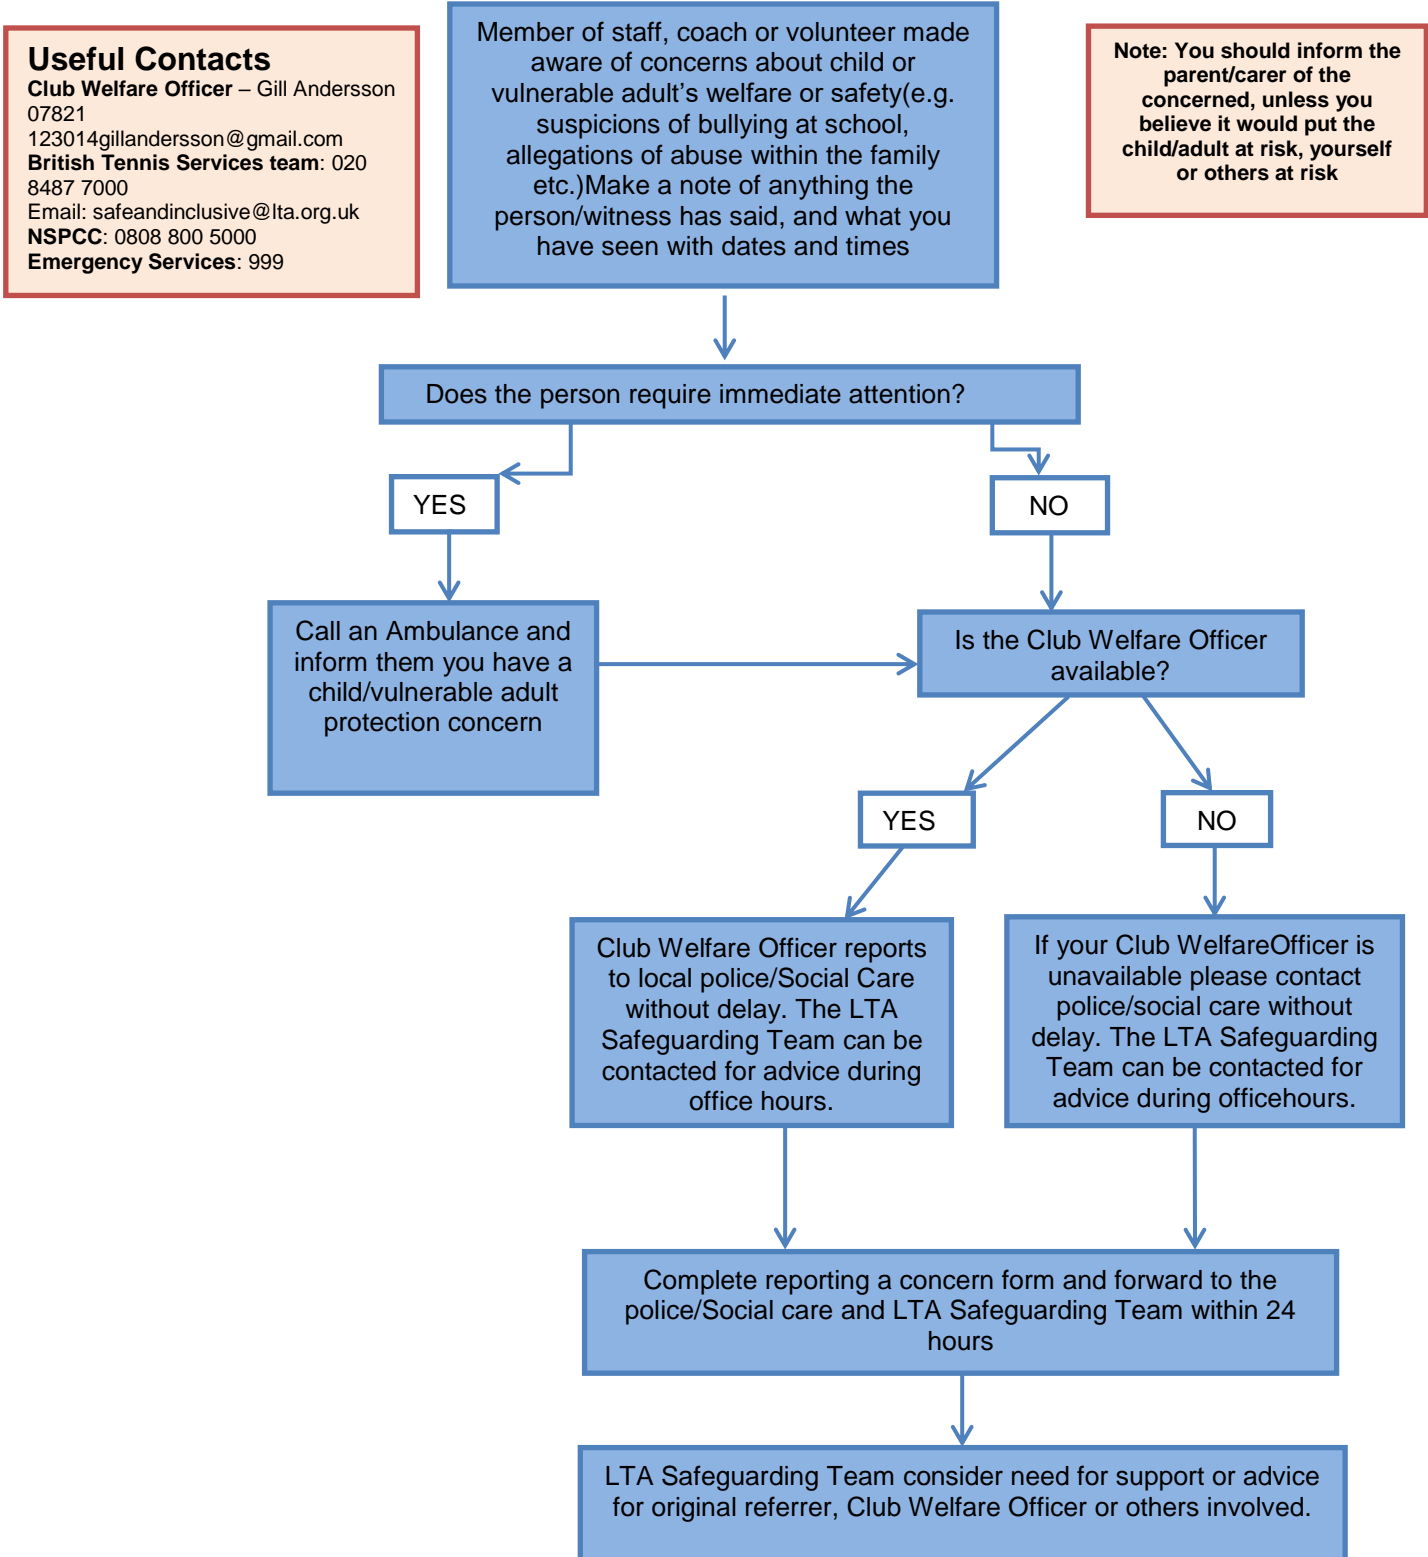 Useful Contacts
Club Welfare Officer – Gill Andersson
07821
123014gillandersson@gmail.com
British Tennis Services team: 020
8487 7000
Email: safeandinclusive@lta.org.uk
NSPCC: 0808 800 5000
Emergency Services: 999
Member of staff, coach or volunteer made
aware of concerns about child or
vulnerable adult’s welfare or safety(e.g.
suspicions of bullying at school,
allegations of abuse within the family
etc.)Make a note of anything the
person/witness has said, and what you
have seen with dates and times
Note: You should inform the
parent/carer of the
concerned, unless you
believe it would put the
child/adult at risk, yourself
or others at risk
Does the person require immediate attention?
YES
NO
Call an Ambulance and
inform them you have a
child/vulnerable adult
protection concern
Is the Club Welfare Officer
available?
YES
NO
Club Welfare Officer reports
to local police/Social Care
without delay. The LTA
Safeguarding Team can be
contacted for advice during
office hours.
If your Club WelfareOfficer is
unavailable please contact
police/social care without
delay. The LTA Safeguarding
Team can be contacted for
advice during officehours.
Complete reporting a concern form and forward to the
police/Social care and LTA Safeguarding Team within 24
hours
LTA Safeguarding Team consider need for support or advice
for original referrer, Club Welfare Officer or others involved.